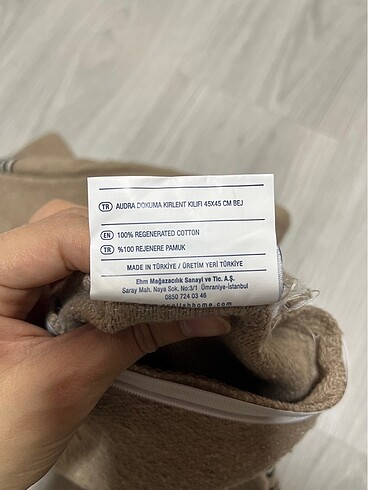 TR AUDRA DOKUMA KIRLENT KILIFI 45X45 CM BEJ
EN 100% REGENERATED COTTON
TR %100 REJENERE PAMUK
MADE IN TÜRKİYE / ÜRETİM YERİ TÜRKİYE
Ehm Mağazacılık Sanayi ve Tic. A.Ş.
Saray Mah. Naya Sok. No:3/1 Ümraniye-İstanbul
0850 724 03 46